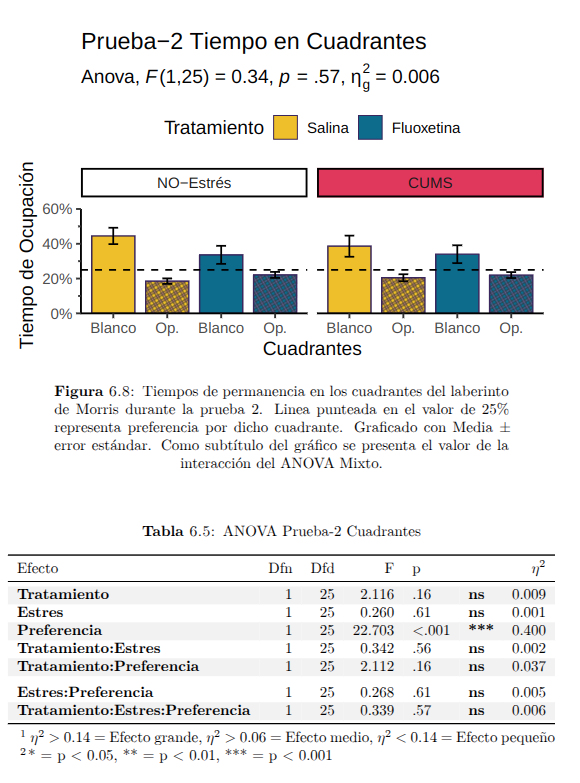 Prueba−2 Tiempo en Cuadrantes
Anova, F(1,25) = 0.34, p = .57, η²g = 0.006
Tratamiento Salina Fluoxetina
NO−Estrés CUMS
Tiempo de Ocupación
60%
40%
20%
0%
Blanco Op. Blanco Op. Blanco Op. Blanco Op.
Cuadrantes
Figura 6.8: Tiempos de permanencia en los cuadrantes del laberinto
de Morris durante la prueba 2. Linea punteada en el valor de 25%
representa preferencia por dicho cuadrante. Graficado con Media ±
error estándar. Como subtítulo del gráfico se presenta el valor de la
interacción del ANOVA Mixto.
Tabla 6.5: ANOVA Prueba-2 Cuadrantes
Efecto Dfn Dfd F p η²
Tratamiento 1 25 2.116 .16 ns 0.009
Estres 1 25 0.260 .61 ns 0.001
Preferencia 1 25 22.703 <.001 *** 0.400
Tratamiento:Estres 1 25 0.342 .56 ns 0.002
Tratamiento:Preferencia 1 25 2.112 .16 ns 0.037
Estres:Preferencia 1 25 0.268 .61 ns 0.005
Tratamiento:Estres:Preferencia 1 25 0.339 .57 ns 0.006
¹ η² > 0.14 = Efecto grande, η² > 0.06 = Efecto medio, η² < 0.14 = Efecto pequeño
² * = p < 0.05, ** = p < 0.01, *** = p < 0.001